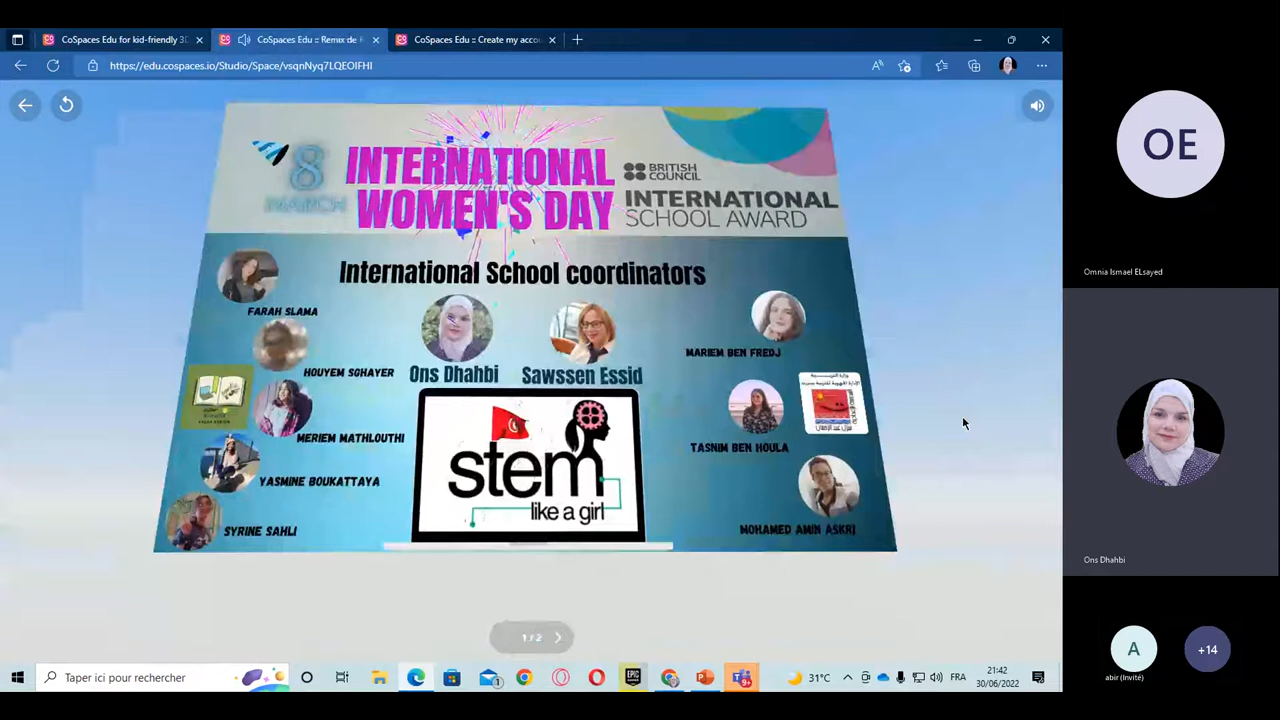 CoSpaces Edu for kid-friendly 3D
CoSpaces Edu :: Remix de
CoSpaces Edu :: Create my accou
https://edu.cospaces.io/Studio/Space/vsqnNyq7LQEOIFHI
8
MARCH
INTERNATIONAL
WOMEN'S DAY
BRITISH
COUNCIL
INTERNATIONAL
SCHOOL AWARD
International School coordinators
FARAH SLAMA
HOUYEM SGHAYER
Ons Dhahbi
Sawssen Essid
MARIEM BEN FREDJ
MERIEM MATHLOUTHI
TASNIM BEN HOULA
YASMINE BOUKATTAYA
SYRINE SAHLI
MOHAMED AMIN ASKRI
stem
like a girl
1 / 2
OE
Omnia Ismael ELsayed
Ons Dhahbi
A
abir (Invité)
+14
Taper ici pour rechercher
EPIC
31°C
FRA
21:42
30/06/2022